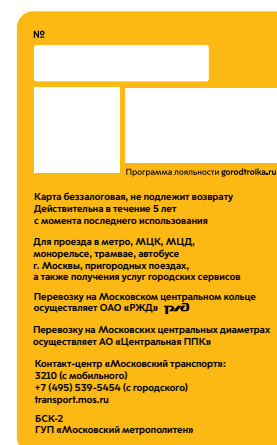 №
Программа лояльности gorodtroika.ru
Карта беззалоговая, не подлежит возврату
Действительна в течение 5 лет
с момента последнего использования
Для проезда в метро, МЦК, МЦД,
монорельсе, трамвае, автобусе
г. Москвы, пригородных поездах,
а также получения услуг городских сервисов
Перевозку на Московском центральном кольце
осуществляет ОАО «РЖД» ржд
Перевозку на Московских центральных диаметрах
осуществляет АО «Центральная ППК»
Контакт-центр «Московский транспорт»:
3210 (с мобильного)
+7 (495) 539-5454 (с городского)
transport.mos.ru
БСК-2
ГУП «Московский метрополитен»